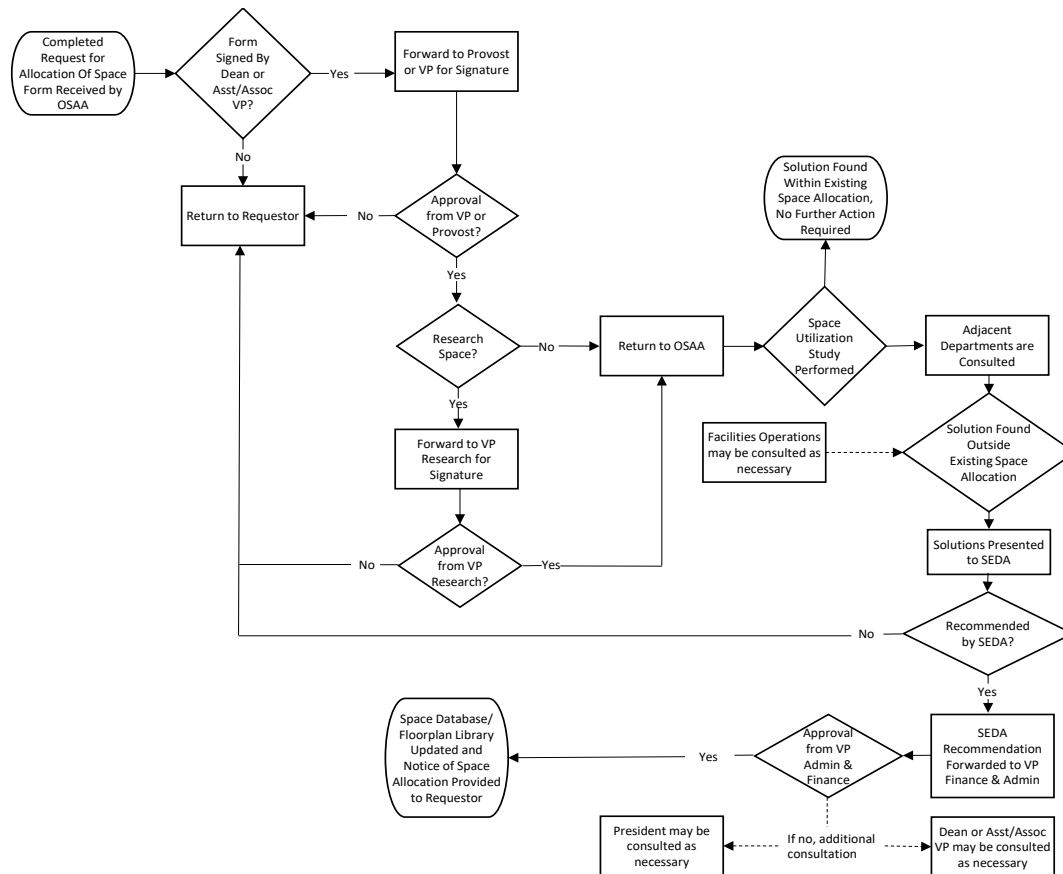 Completed
Request for
Allocation Of Space
Form Received by
OSAA
Form
Signed By
Dean or
Asst/Assoc
VP?
Yes
Forward to Provost
or VP for Signature
No
Return to Requestor
No
Approval
from VP or
Provost?
Yes
Solution Found
Within Existing
Space Allocation,
No Further Action
Required
Research
Space?
No
Return to OSAA
Space
Utilization
Study
Performed
Adjacent
Departments are
Consulted
Yes
Forward to VP
Research for
Signature
Facilities Operations
may be consulted as
necessary
Solution Found
Outside
Existing Space
Allocation
No
Approval
from VP
Research?
Yes
Solutions Presented
to SEDA
No
Recommended
by SEDA?
Yes
Space Database/
Floorplan Library
Updated and
Notice of Space
Allocation Provided
to Requestor
Yes
Approval
from VP
Admin &
Finance
SEDA
Recommendation
Forwarded to VP
Finance & Admin
President may be
consulted as
necessary
If no, additional
consultation
Dean or Asst/Assoc
VP may be consulted
as necessary